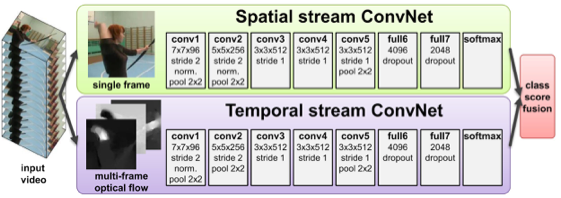 Spatial stream ConvNet
conv1
7x7x96
stride 2
norm.
pool 2x2
conv2
5x5x256
stride 2
norm.
pool 2x2
conv3
3x3x512
stride 1
conv4
3x3x512
stride 1
conv5
3x3x512
stride 1
pool 2x2
full6
4096
dropout
full7
2048
dropout
softmax
single frame
Temporal stream ConvNet
conv1
7x7x96
stride 2
norm.
pool 2x2
conv2
5x5x256
stride 2
pool 2x2
conv3
3x3x512
stride 1
conv4
3x3x512
stride 1
conv5
3x3x512
stride 1
pool 2x2
full6
4096
dropout
full7
2048
dropout
softmax
multi-frame
optical flow
input
video
class
score
fusion